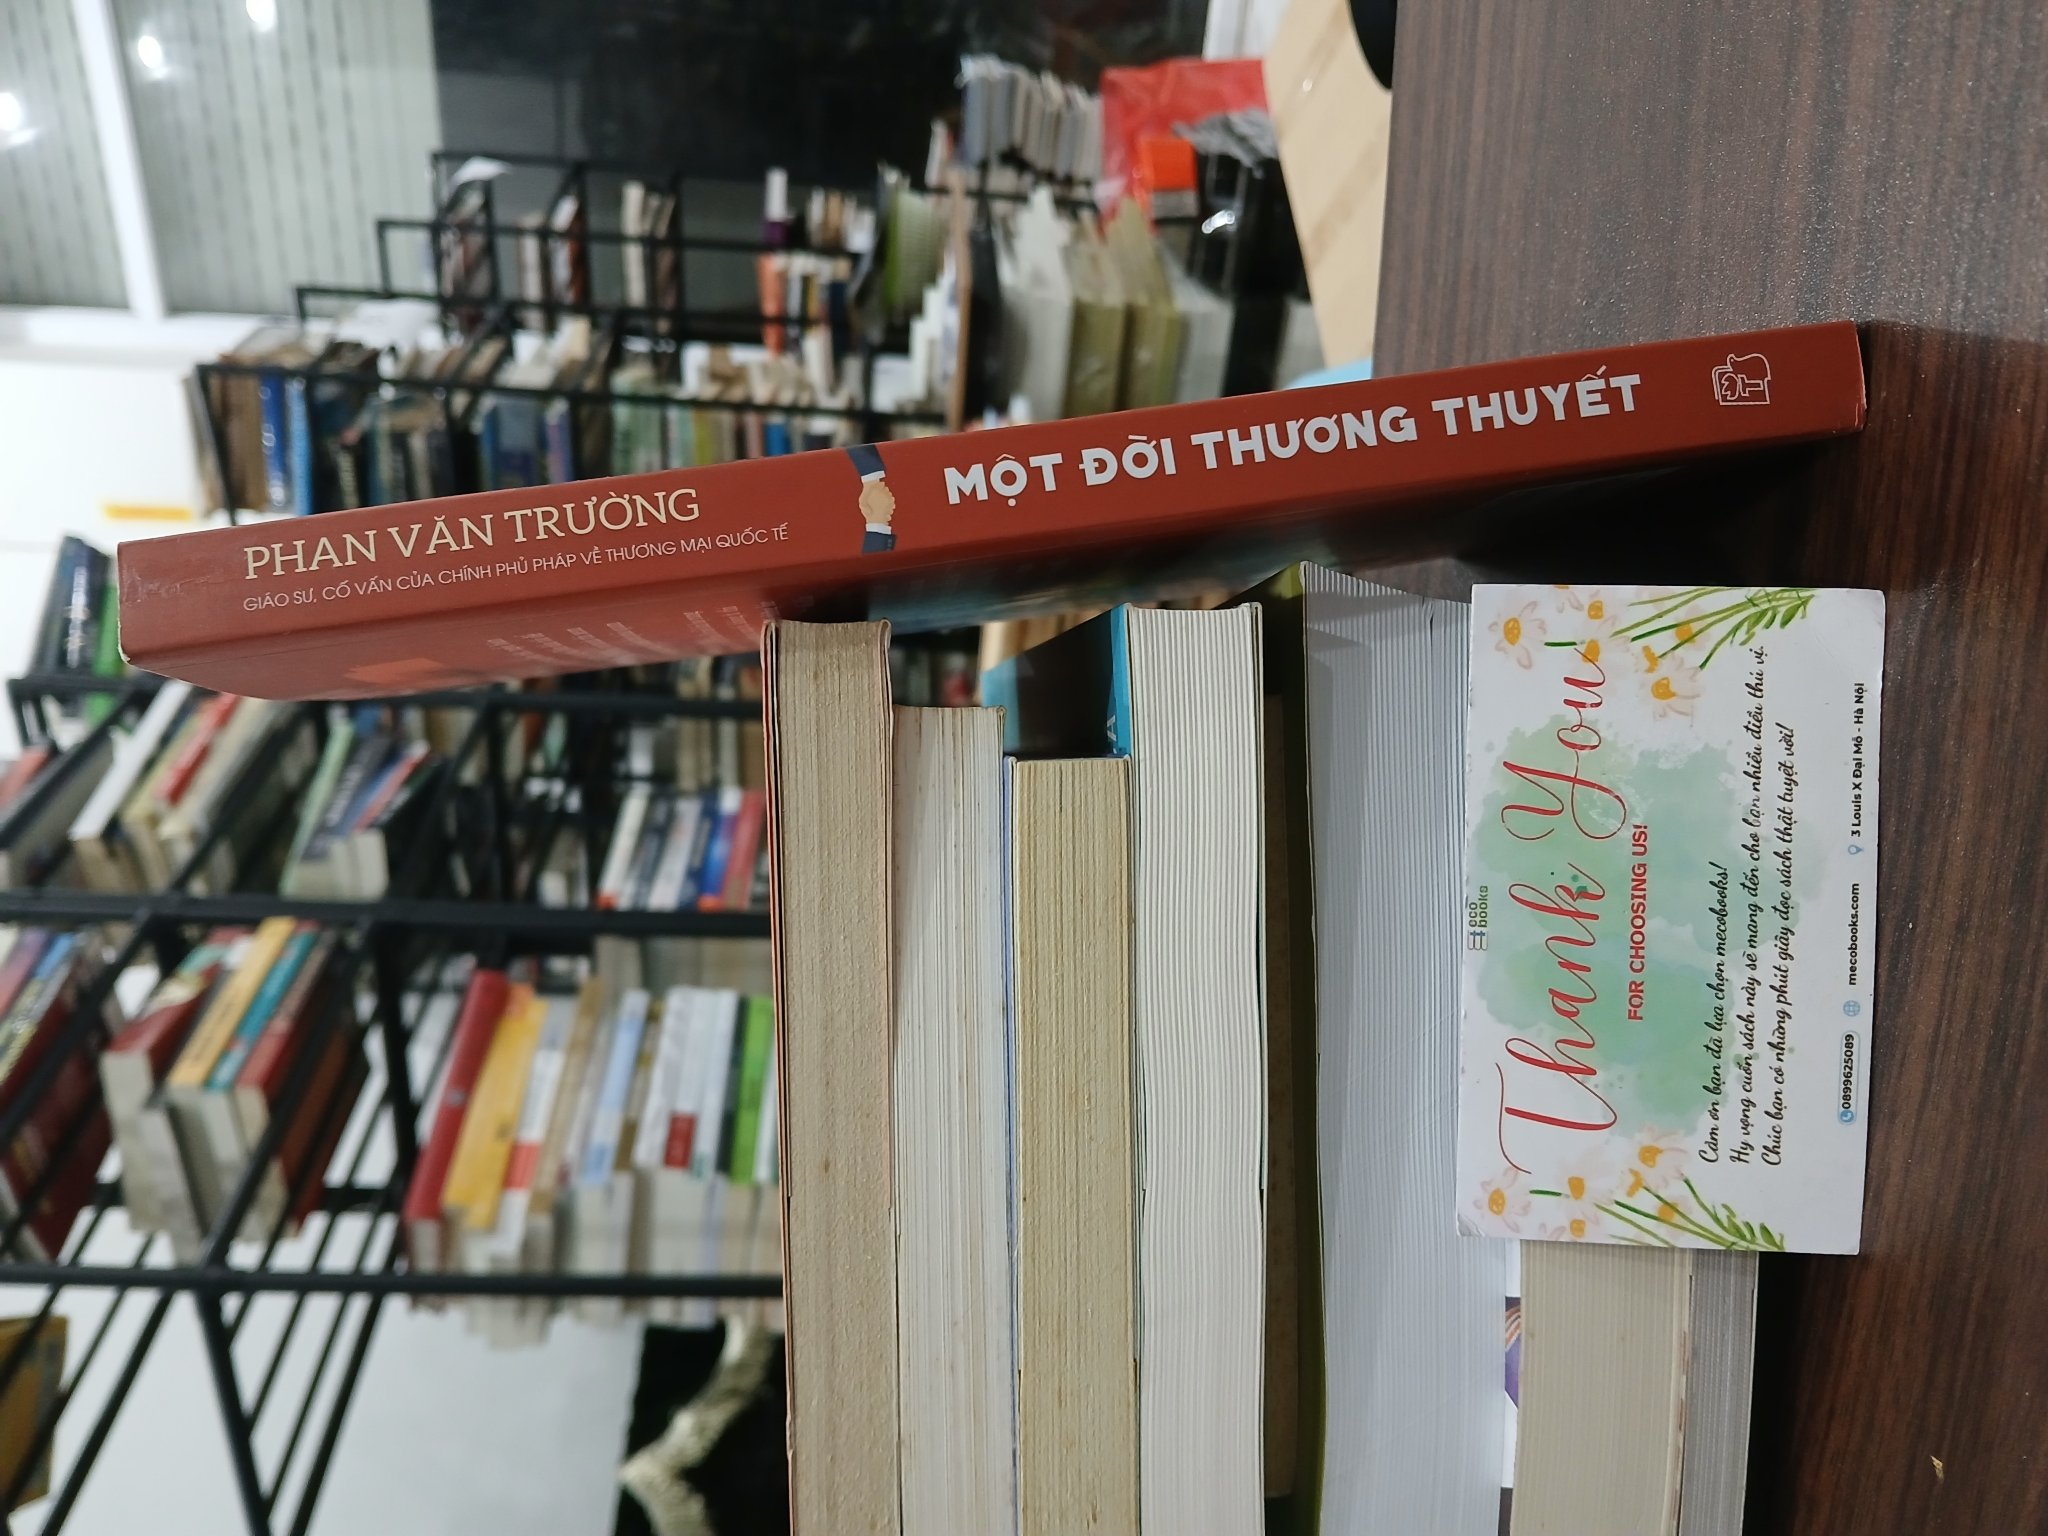 PHAN VĂN TRƯỜNG
GIÁO SƯ, CỐ VẤN CỦA CHÍNH PHỦ PHÁP VỀ THƯƠNG MẠI QUỐC TẾ
MỘT ĐỜI THƯƠNG THUYẾT
eco
books
Thank You
FOR CHOOSING US!
Cảm ơn bạn đã lựa chọn mecobooks!
Hy vọng cuốn sách này sẽ mang đến cho bạn nhiều điều thú vị.
Chúc bạn có những phút giây đọc sách thật tuyệt vời!
0899625089 mecobooks.com 3 Louis X Đại Mỗ - Hà Nội